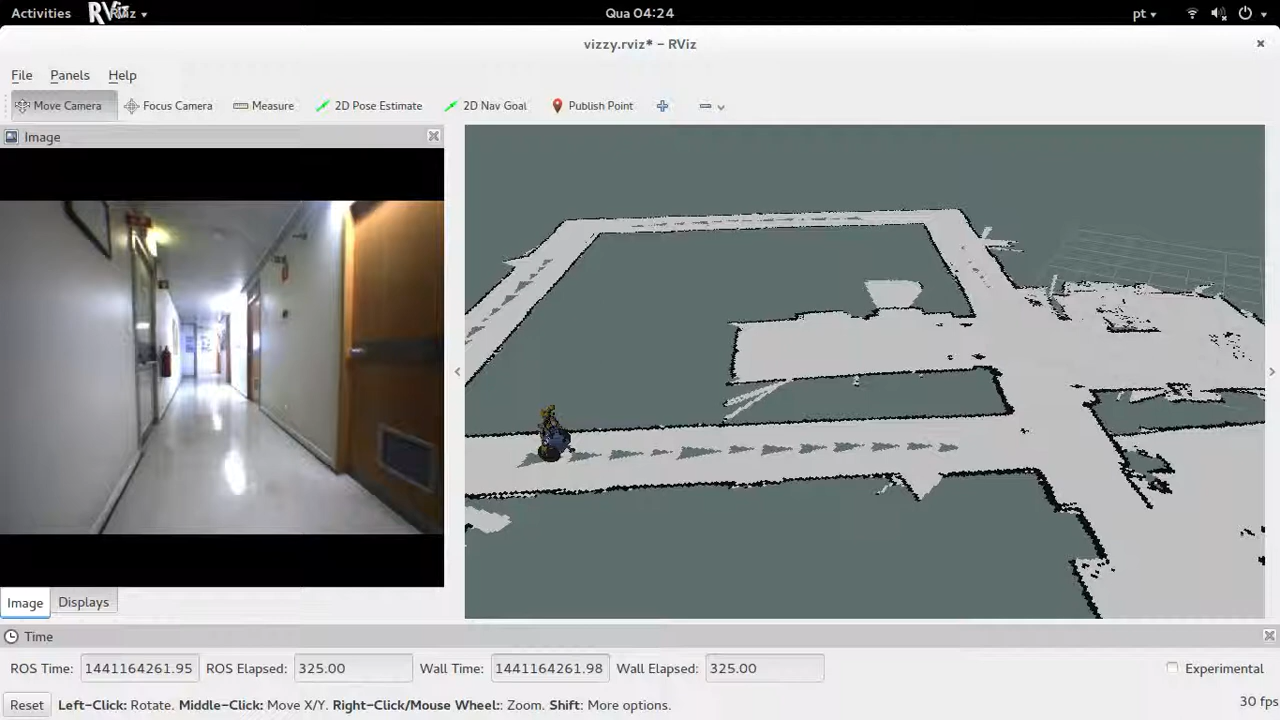 Activities RViz Qua 04:24 pt
vizzy.rviz* – RViz
File Panels Help
Move Camera Focus Camera Measure 2D Pose Estimate 2D Nav Goal Publish Point
Image
Image Displays
Time
ROS Time: 1441164261.95 ROS Elapsed: 325.00 Wall Time: 1441164261.98 Wall Elapsed: 325.00 Experimental
Reset Left-Click: Rotate. Middle-Click: Move X/Y. Right-Click/Mouse Wheel:: Zoom. Shift: More options. 30 fps